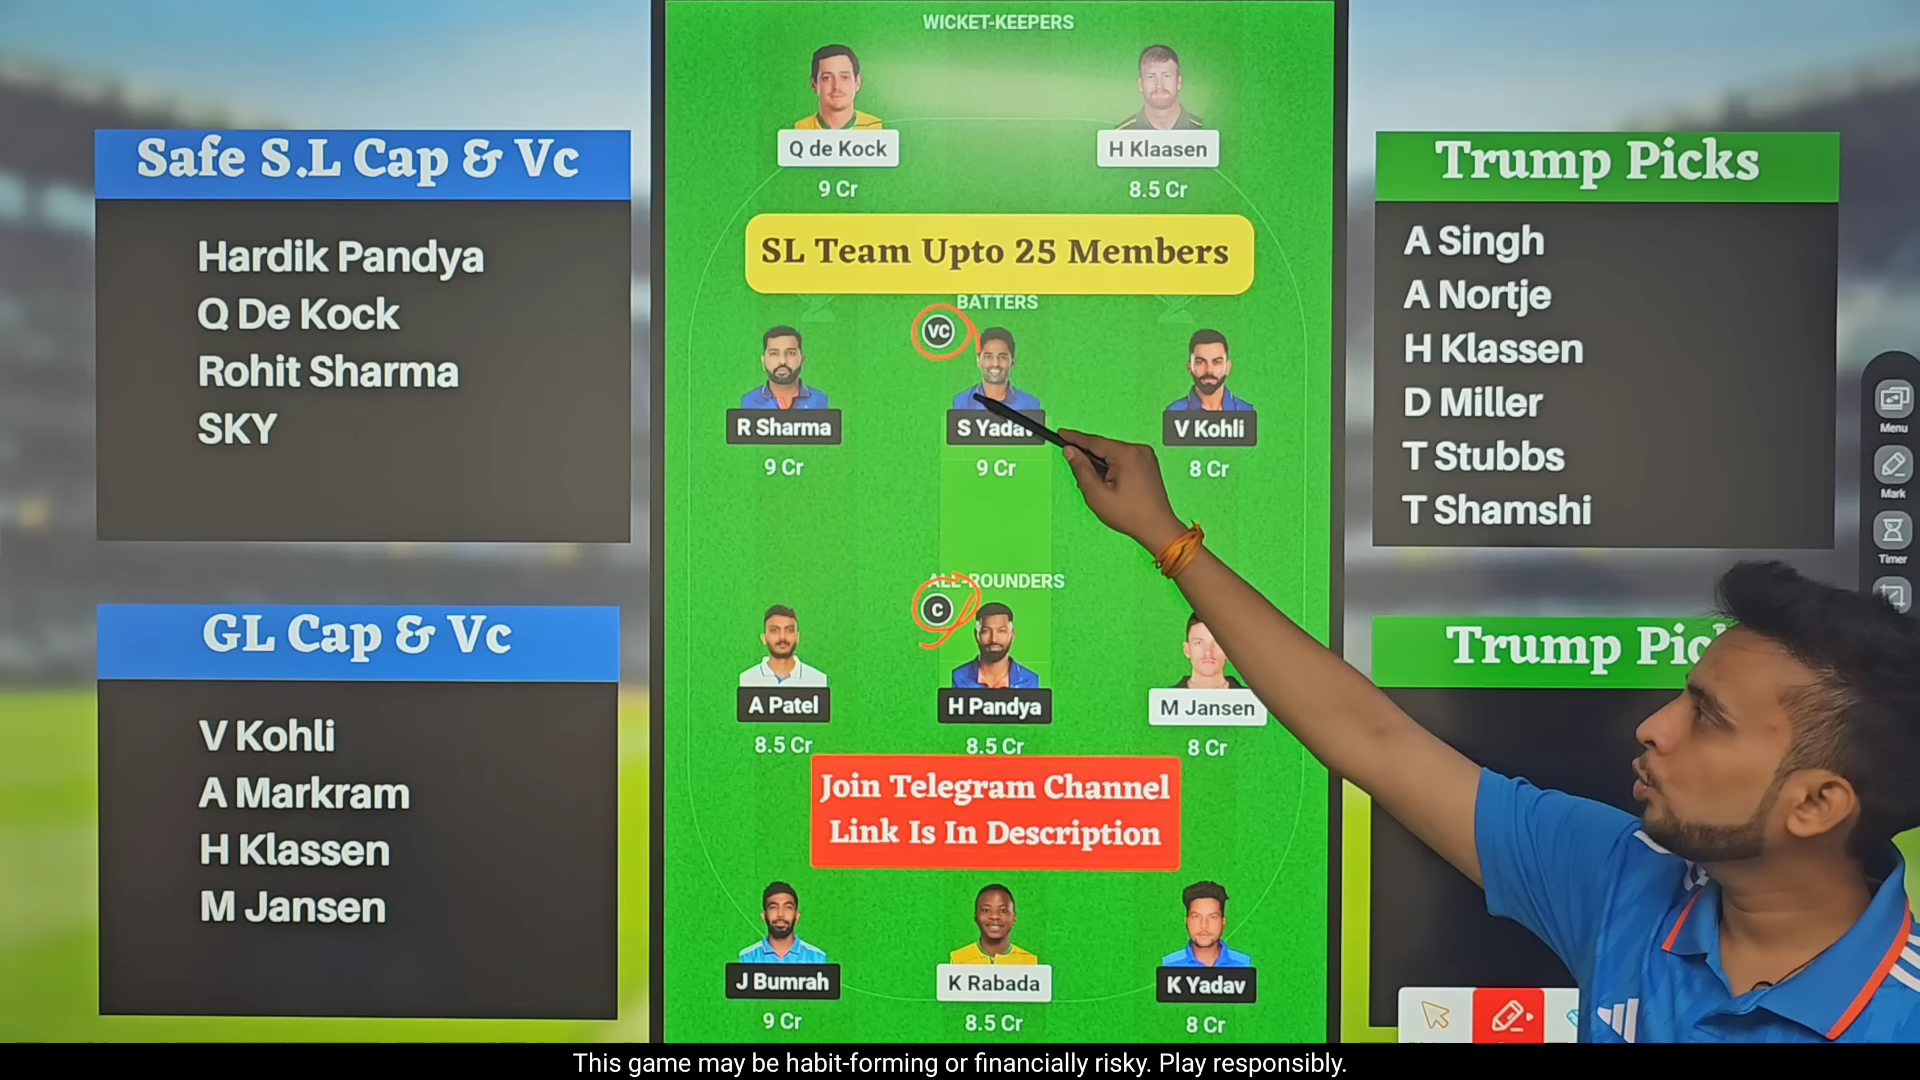 WICKET-KEEPERS
Q de Kock
9 Cr
H Klaasen
8.5 Cr
Safe S.L Cap & Vc
Hardik Pandya
Q De Kock
Rohit Sharma
SKY
GL Cap & Vc
V Kohli
A Markram
H Klassen
M Jansen
SL Team Upto 25 Members
BATTERS
VC
R Sharma
9 Cr
S Yadav
9 Cr
V Kohli
8 Cr
ALL-ROUNDERS
C
A Patel
8.5 Cr
H Pandya
8.5 Cr
M Jansen
8 Cr
Join Telegram Channel
Link Is In Description
J Bumrah
9 Cr
K Rabada
8.5 Cr
K Yadav
8 Cr
Trump Picks
A Singh
A Nortje
H Klassen
D Miller
T Stubbs
T Shamshi
Trump Pic
Menu
Mark
Timer
This game may be habit-forming or financially risky. Play responsibly.